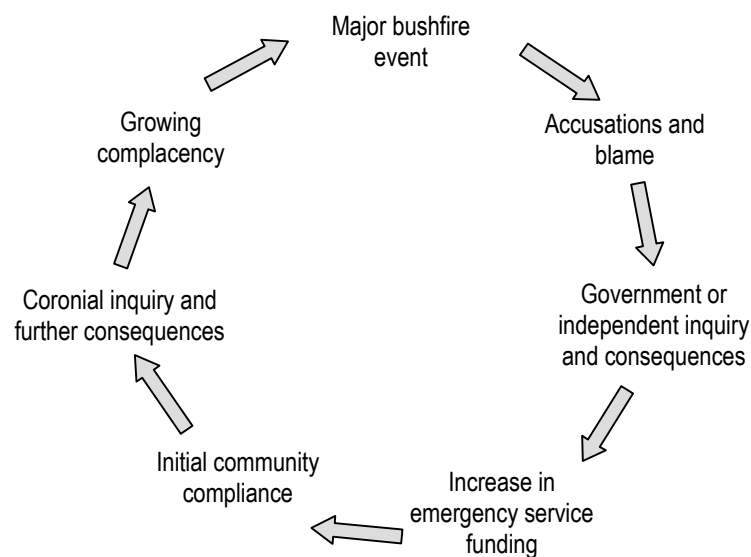 Major bushfire
event
Accusations and
blame
Government or
independent inquiry
and consequences
Increase in
emergency service
funding
Initial community
compliance
Coronial inquiry and
further consequences
Growing
complacency